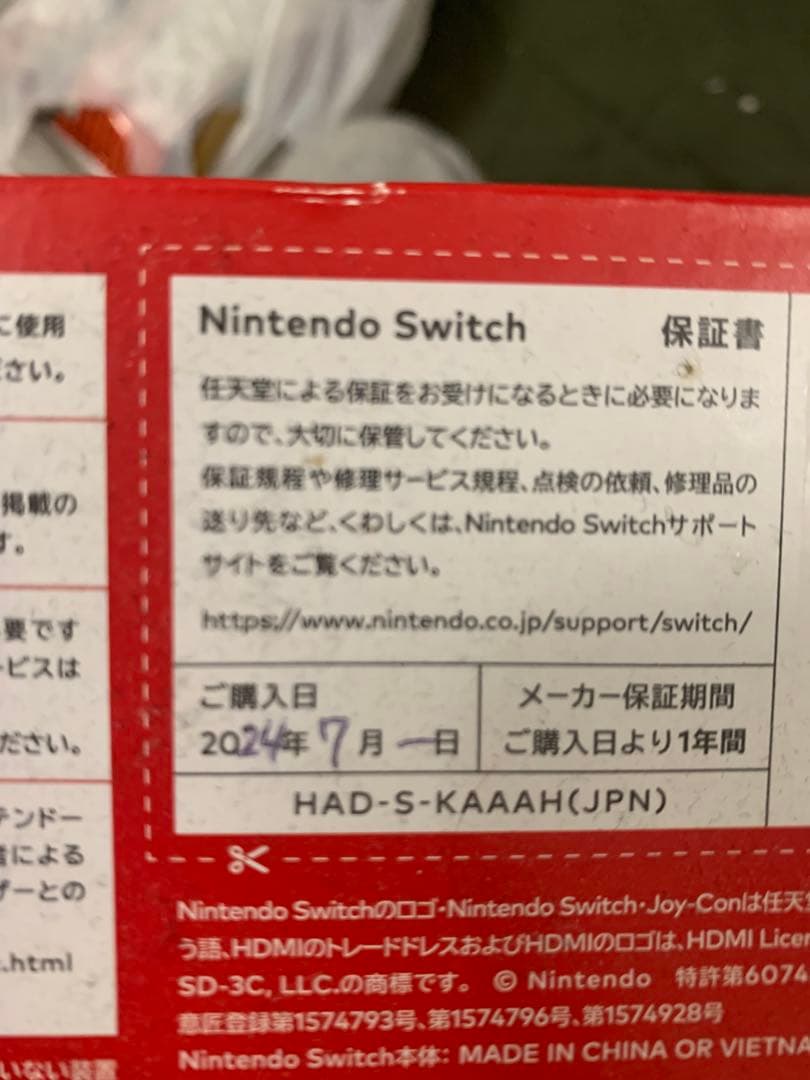 に使用
ださい。
掲載の
す。
要です
ービスは
ださい。
テンドー
者による
ザーとの
.html
いない装置
Nintendo Switch 保証書
任天堂による保証をお受けになるときに必要になりま
すので、大切に保管してください。
保証規程や修理サービス規程、点検の依頼、修理品の
送り先など、くわしくは、Nintendo Switchサポート
サイトをご覧ください。
https://www.nintendo.co.jp/support/switch/
ご購入日
2024年7月一日
メーカー保証期間
ご購入日より1年間
HAD-S-KAAAH(JPN)
Nintendo Switchのロゴ・Nintendo Switch・Joy-Conは任天堂
う語、HDMIのトレードドレスおよびHDMIのロゴは、HDMI Licen
SD-3C, LLC.の商標です。 © Nintendo 特許第6074
意匠登録第1574793号、第1574796号、第1574928号
Nintendo Switch本体： MADE IN CHINA OR VIETNA